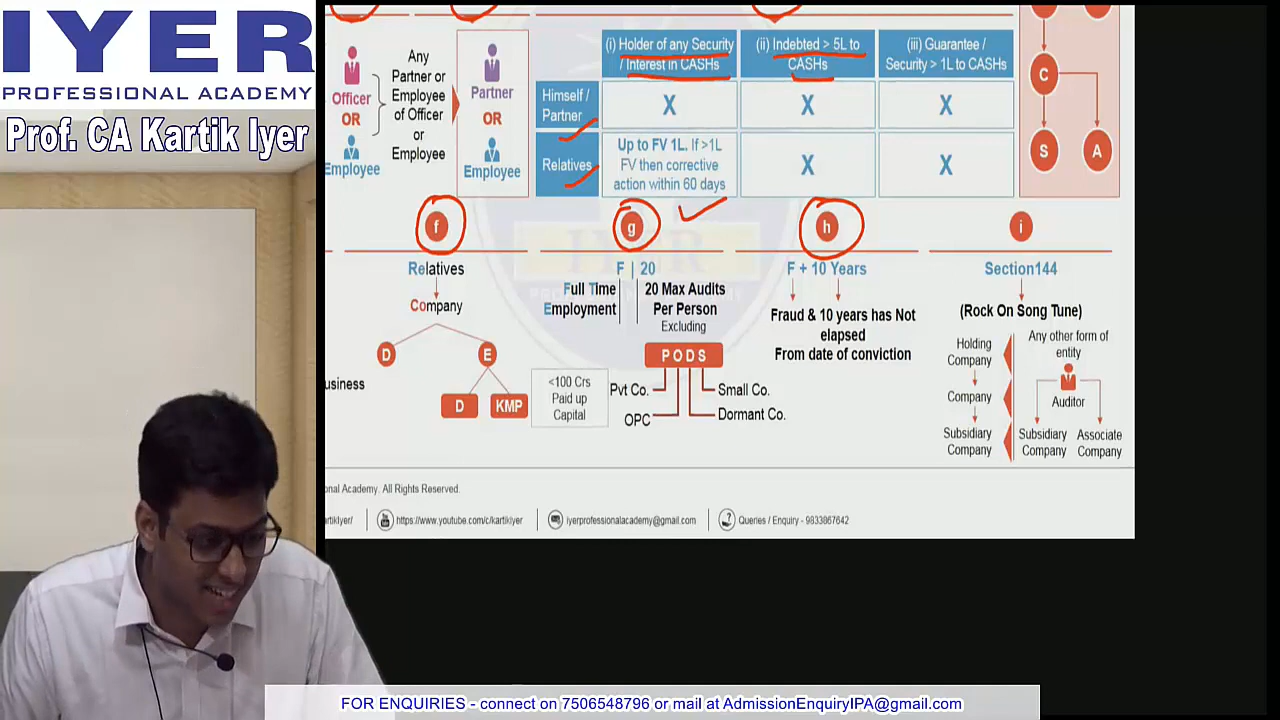 IYER
PROFESSIONAL ACADEMY
Prof. CA Kartik Iyer
Officer
OR
Employee
Any
Partner or
Employee
of Officer
or
Employee
Partner
OR
Employee
(i) Holder of any Security
/ Interest in CASHs
(ii) Indebted > 5L to
CASHs
(iii) Guarantee /
Security > 1L to CASHs
Himself /
Partner
X
X
X
Relatives
Up to FV 1L. If >1L
FV then corrective
action within 60 days
X
X
C
S
A
f
Relatives
Company
D
E
D
KMP
usiness
g
F | 20
Full Time
Employment
20 Max Audits
Per Person
Excluding
PODS
<100 Crs
Paid up
Capital
Pvt Co.
OPC
Small Co.
Dormant Co.
h
F + 10 Years
Fraud & 10 years has Not
elapsed
From date of conviction
i
Section144
(Rock On Song Tune)
Holding
Company
Company
Subsidiary
Company
Any other form of
entity
Auditor
Subsidiary
Company
Associate
Company
onal Academy. All Rights Reserved.
artikIyer/
https://www.youtube.com/c/kartikIyer
iyerprofessionalacademy@gmail.com
Queries / Enquiry - 9833867642
FOR ENQUIRIES - connect on 7506548796 or mail at AdmissionEnquiryIPA@gmail.com